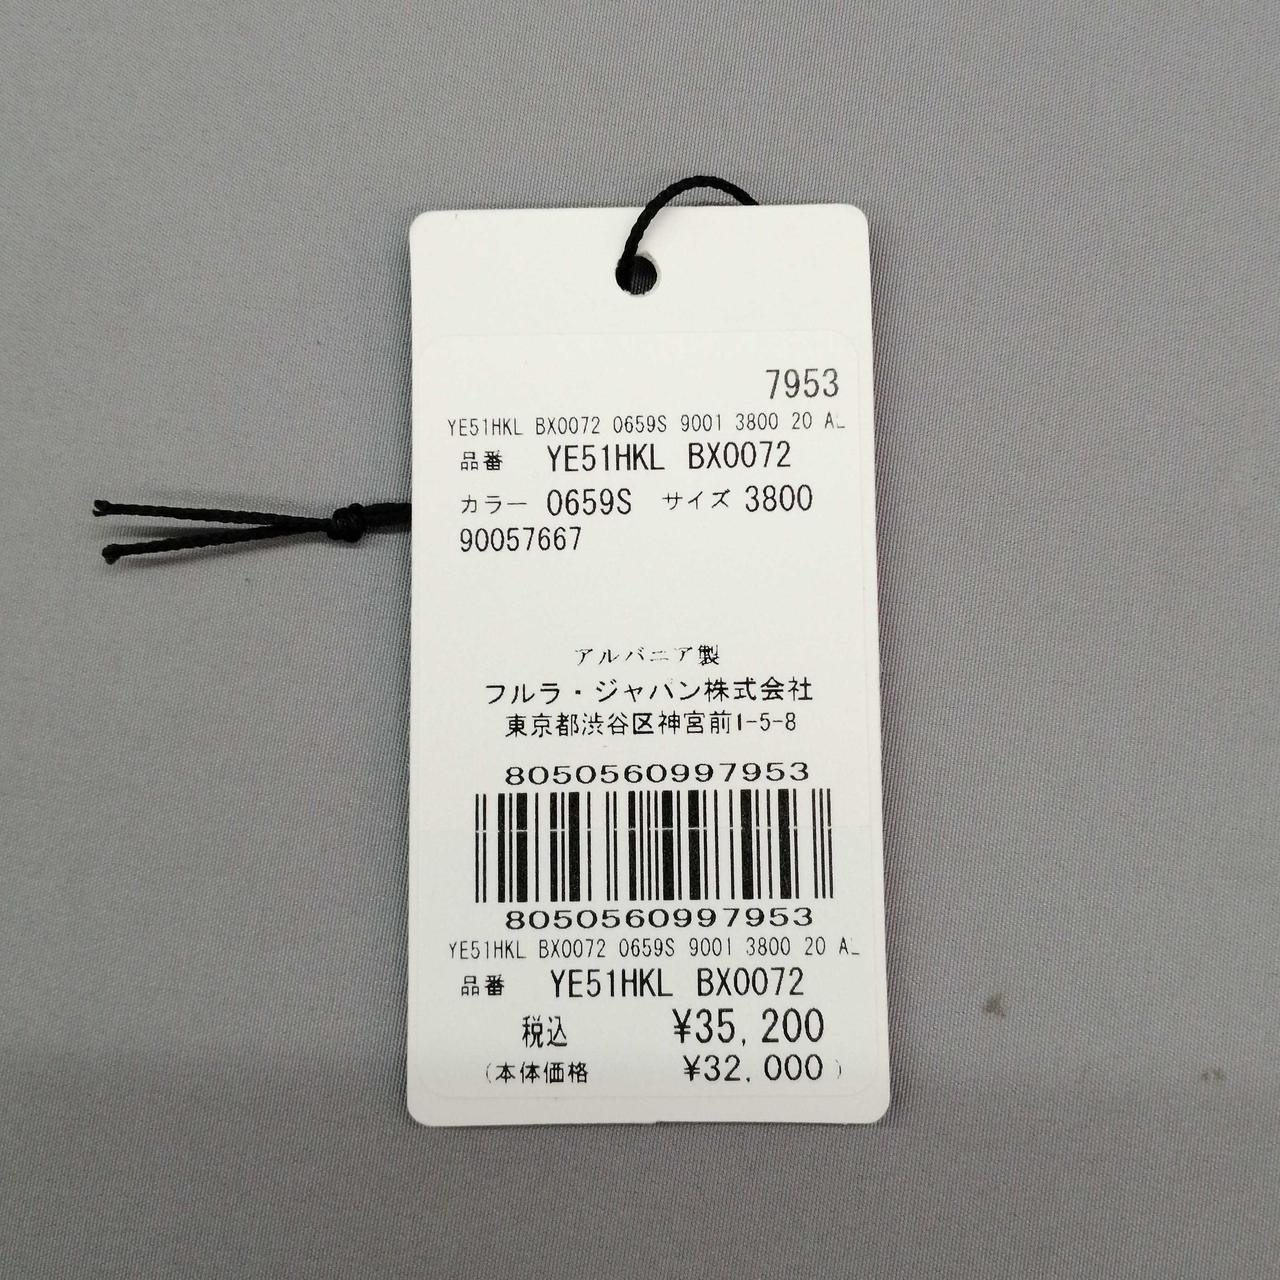 7953
YE51HKL BX0072 0659S 9001 3800 20 AL
品番 YE51HKL BX0072
カラー 0659S サイズ 3800
90057667
アルバニア製
フルラ・ジャパン株式会社
東京都渋谷区神宮前1-5-8
8050560997953
8050560997953
YE51HKL BX0072 0659S 9001 3800 20 AL
品番 YE51HKL BX0072
税込 ¥35,200
(本体価格 ¥32,000)